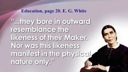 Education, page 20. E. G. White
"...they bore in outward
resemblance the
likeness of their Maker.
Nor was this likeness
manifest in the physical
nature only."